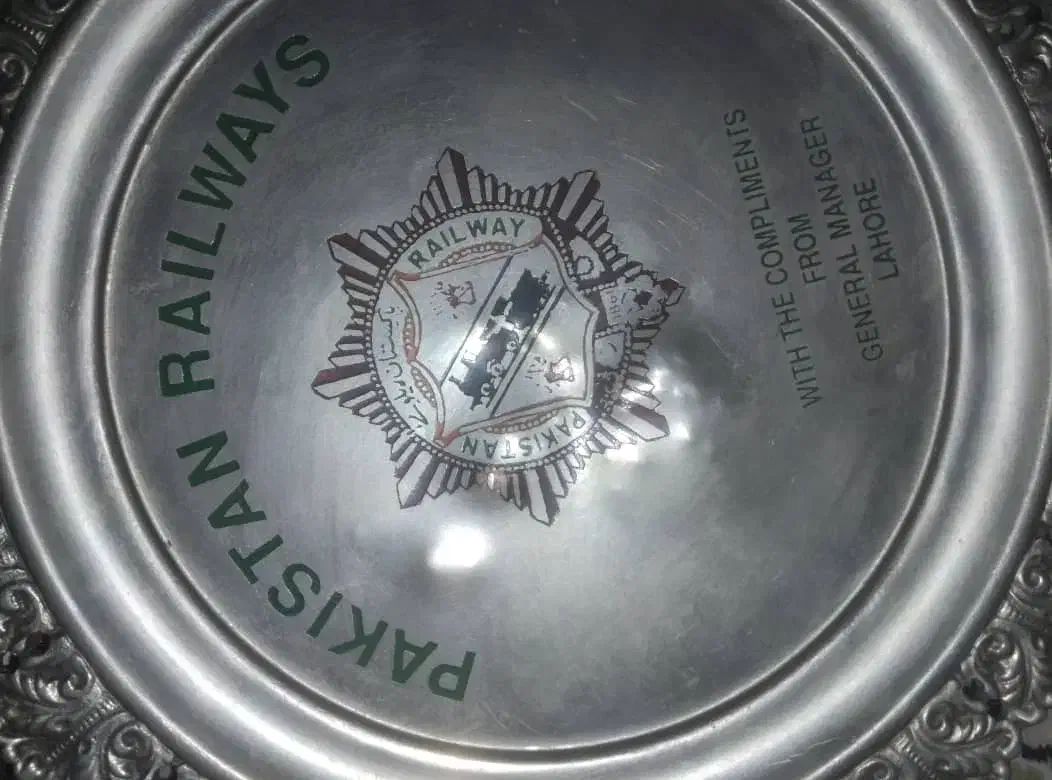 PAKISTAN RAILWAYS
PAKISTAN
RAILWAY
پاکستان ریلوے
WITH THE COMPLIMENTS
FROM
GENERAL MANAGER
LAHORE